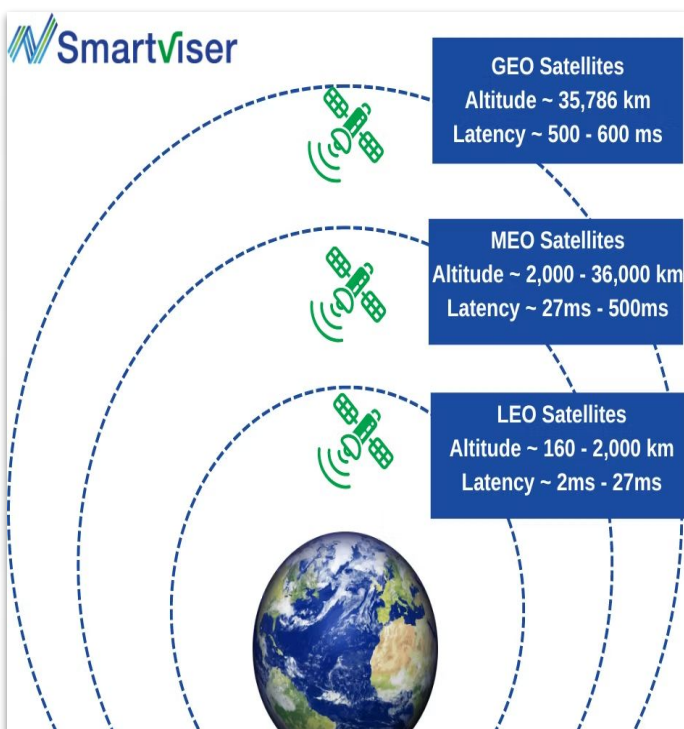 Smartviser
GEO Satellites
Altitude ~ 35,786 km
Latency ~ 500 - 600 ms
MEO Satellites
Altitude ~ 2,000 - 36,000 km
Latency ~ 27ms - 500ms
LEO Satellites
Altitude ~ 160 - 2,000 km
Latency ~ 2ms - 27ms